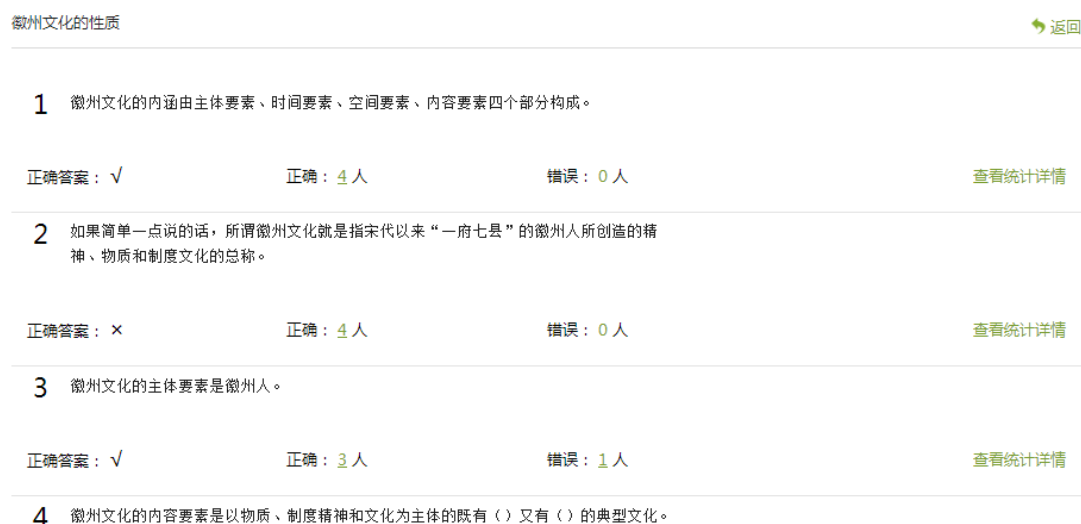 徽州文化的性质 返回
1 徽州文化的内涵由主体要素、时间要素、空间要素、内容要素四个部分构成。
正确答案： √ 正确： 4 人 错误： 0 人 查看统计详情
2 如果简单一点说的话，所谓徽州文化就是指宋代以来“一府七县”的徽州人所创造的精
神、物质和制度文化的总称。
正确答案： × 正确： 4 人 错误： 0 人 查看统计详情
3 徽州文化的主体要素是徽州人。
正确答案： √ 正确： 3 人 错误： 1 人 查看统计详情
4 徽州文化的内容要素是以物质、制度精神和文化为主体的既有（）又有（）的典型文化。